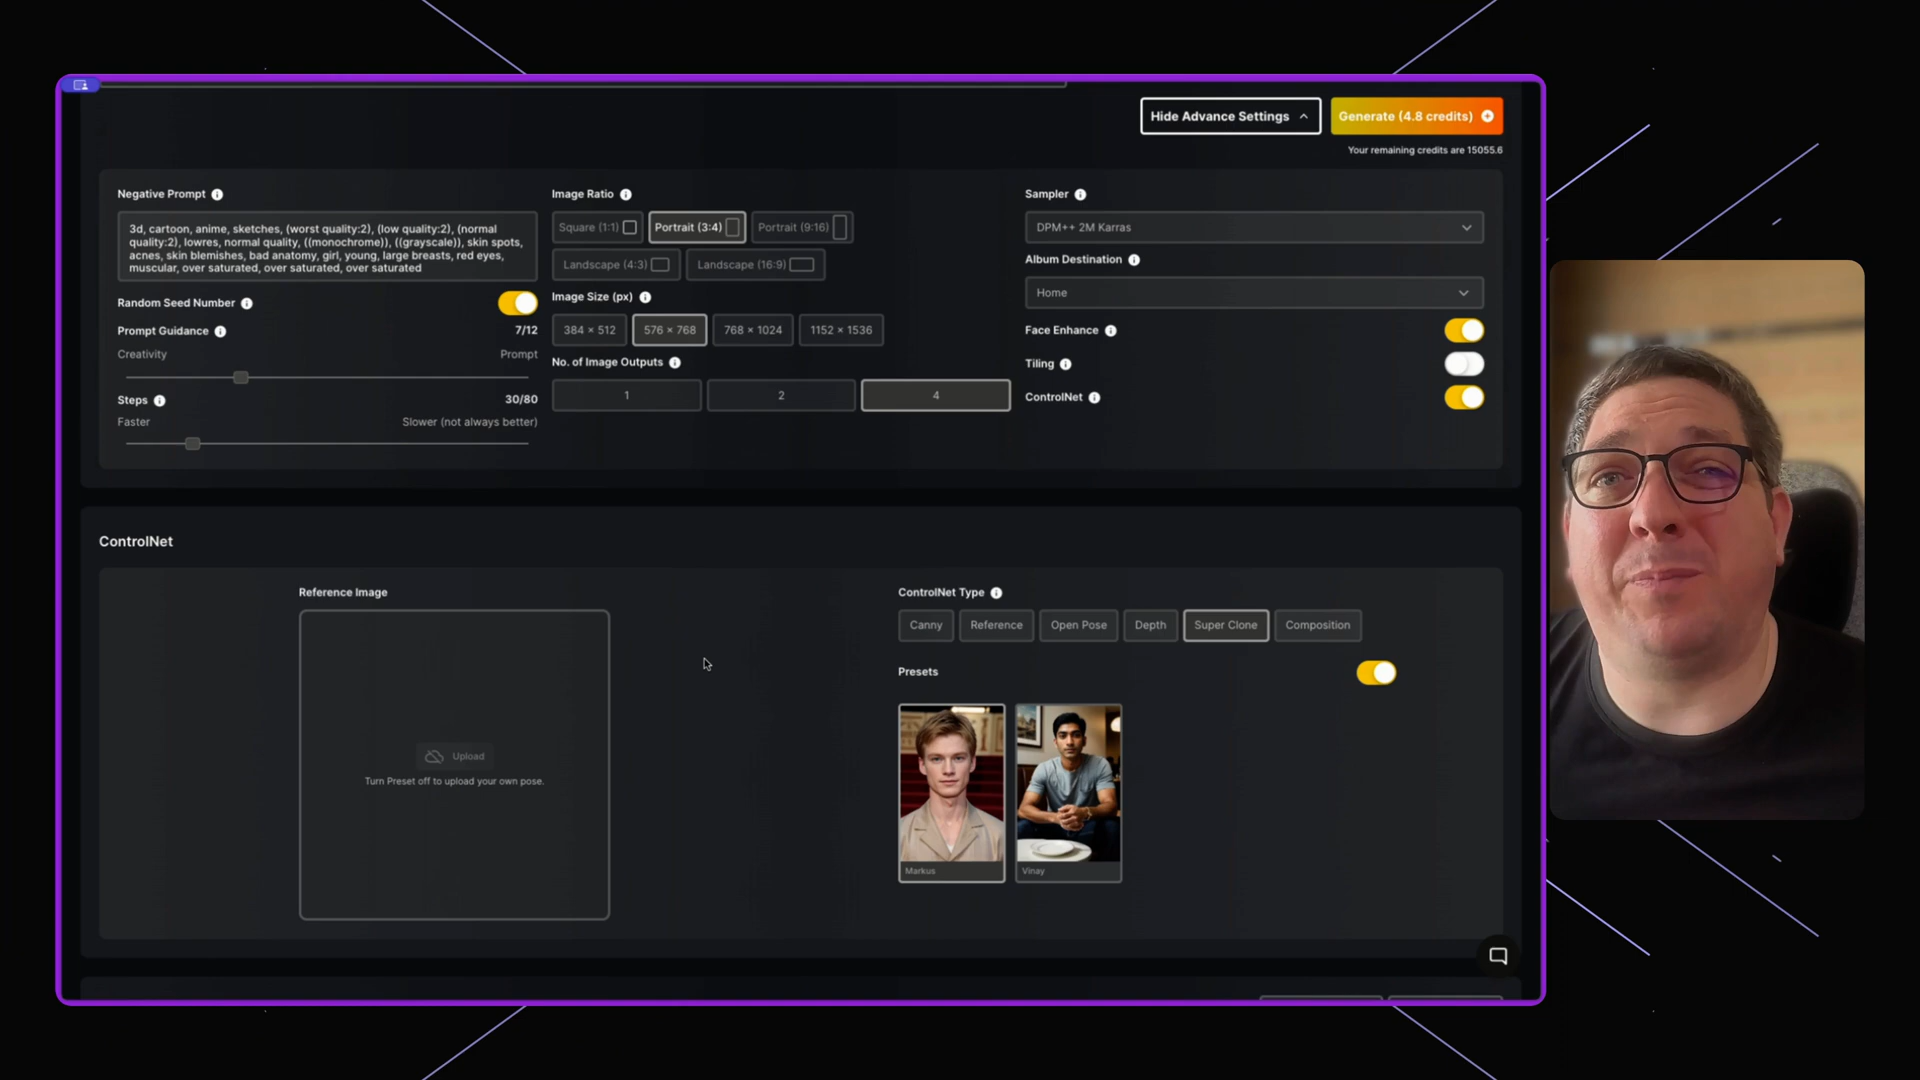 Hide Advance Settings
Generate (4.8 credits)
Your remaining credits are 15055.6
Negative Prompt
3d, cartoon, anime, sketches, (worst quality:2), (low quality:2), (normal
quality:2), lowres, normal quality, ((monochrome)), ((grayscale)), skin spots,
acnes, skin blemishes, bad anatomy, girl, young, large breasts, red eyes,
muscular, over saturated, over saturated, over saturated
Random Seed Number
Prompt Guidance
7/12
Creativity
Prompt
Steps
30/80
Faster
Slower (not always better)
Image Ratio
Square (1:1)
Portrait (3:4)
Portrait (9:16)
Landscape (4:3)
Landscape (16:9)
Image Size (px)
384 × 512
576 × 768
768 × 1024
1152 × 1536
No. of Image Outputs
1
2
4
Sampler
DPM++ 2M Karras
Album Destination
Home
Face Enhance
Tiling
ControlNet
ControlNet
Reference Image
Upload
Turn Preset off to upload your own pose.
ControlNet Type
Canny
Reference
Open Pose
Depth
Super Clone
Composition
Presets
Markus
Vinay